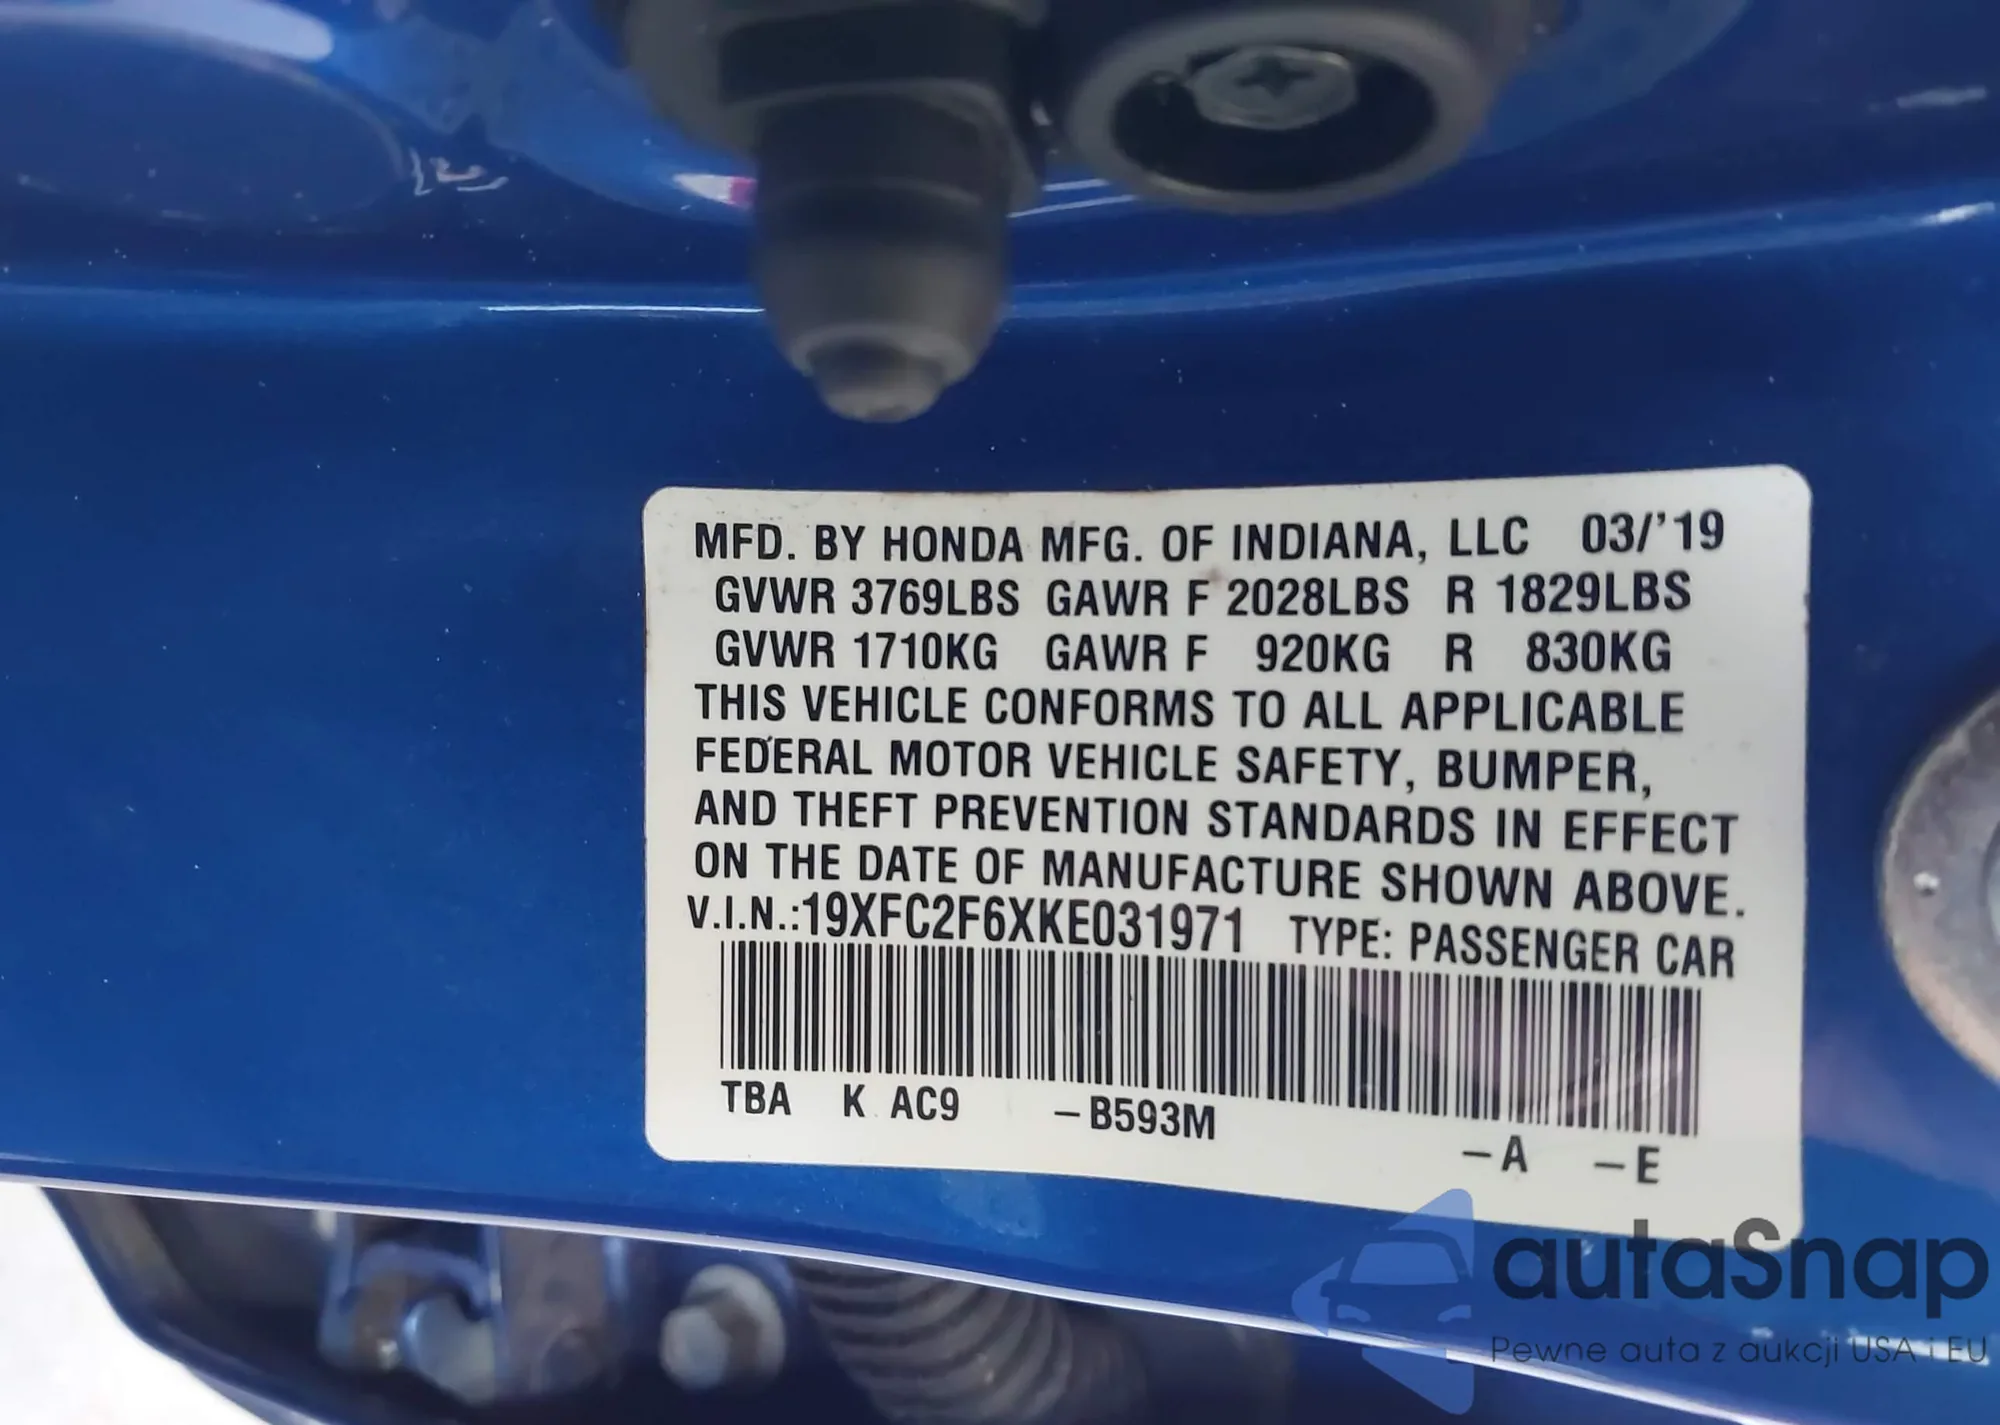 MFD. BY HONDA MFG. OF INDIANA, LLC 03/'19
GVWR 3769LBS GAWR F 2028LBS R 1829LBS
GVWR 1710KG GAWR F 920KG R 830KG
THIS VEHICLE CONFORMS TO ALL APPLICABLE
FEDERAL MOTOR VEHICLE SAFETY, BUMPER,
AND THEFT PREVENTION STANDARDS IN EFFECT
ON THE DATE OF MANUFACTURE SHOWN ABOVE.
V.I.N.:19XFC2F6XKE031971 TYPE: PASSENGER CAR
TBA K AC9 –B593M –A –E
autaSnap
Pewne auta z aukcji USA i EU